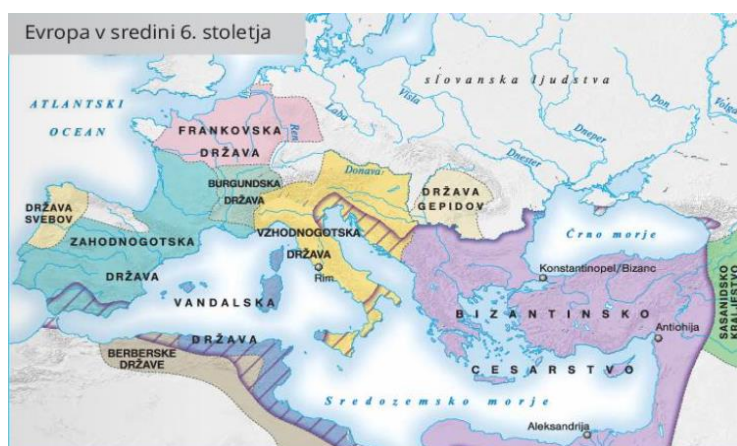 Evropa v sredini 6. stoletja
ATLANTSKI
OCEAN
slovanska ljudstva
Visla
Laba
Ren
Don
Volga
Dneper
Dnester
Donava
FRANKOVSKA
DRŽAVA
BURGUNDSKA
DRŽAVA
DRŽAVA
GEPIDOV
DRŽAVA
SVEBOV
ZAHODNOGOTSKA
DRŽAVA
VZHODNOGOTSKA
DRŽAVA
Rim
Črno morje
Konstantinopel/Bizanc
VANDALSKA
DRŽAVA
BIZANTINSKO
CESARSTVO
Antiohija
SASANIDSKO
KRALJESTVO
BERBERSKE
DRŽAVE
Sredozemsko morje
Aleksandrija